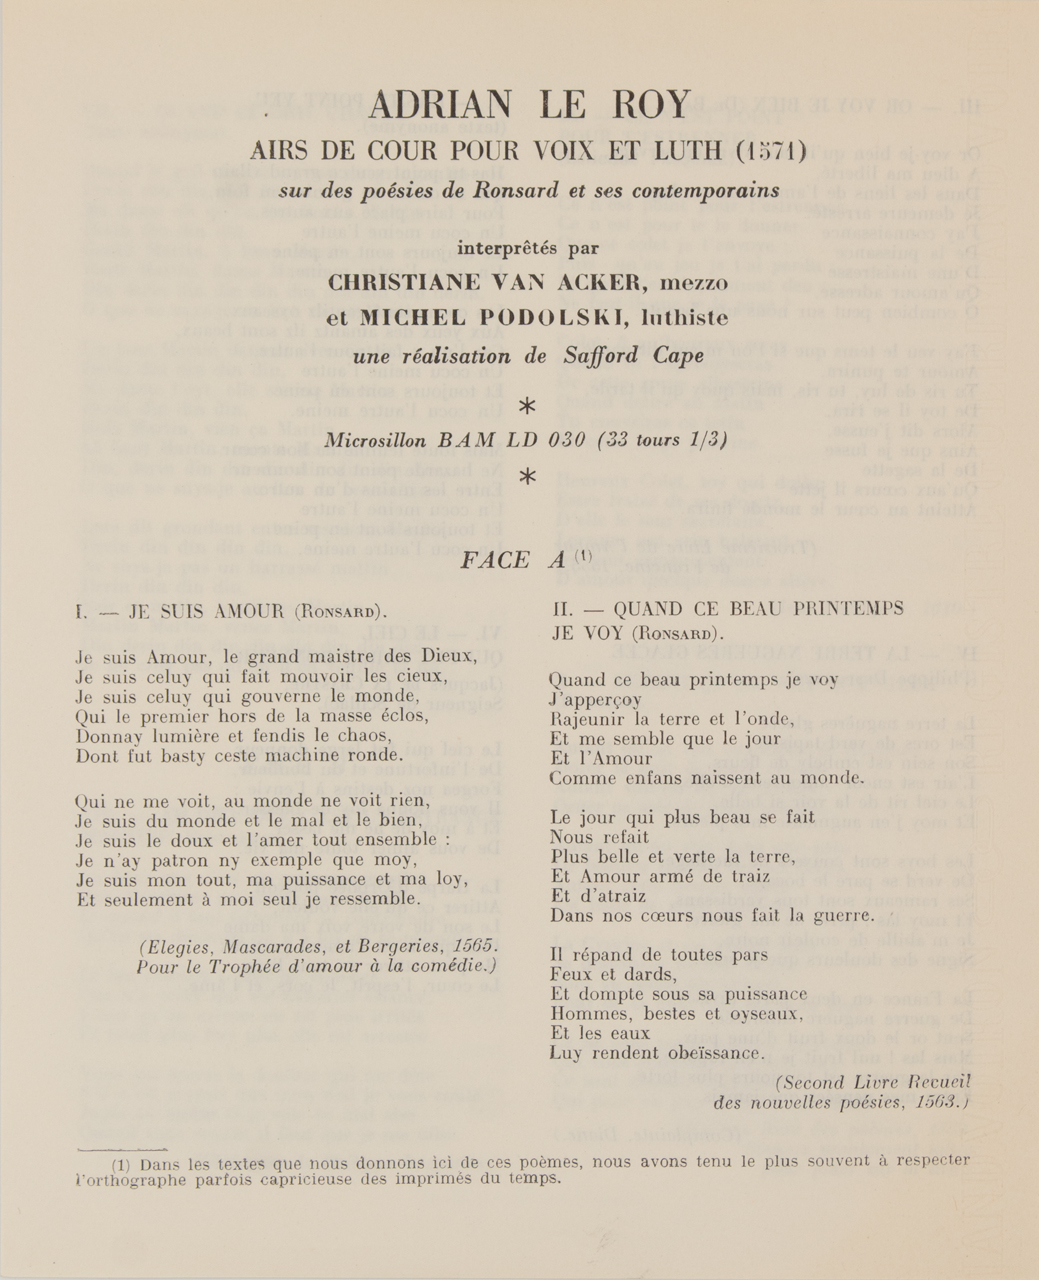 ADRIAN LE ROY
AIRS DE COUR POUR VOIX ET LUTH (1571)
sur des poésies de Ronsard et ses contemporains
interprêtés par
CHRISTIANE VAN ACKER, mezzo
et MICHEL PODOLSKI, luthiste
une réalisation de Safford Cape
*
Microsillon BAM LD 030 (33 tours 1/3)
*
FACE A (1)
I. — JE SUIS AMOUR (Ronsard).
Je suis Amour, le grand maistre des Dieux,
Je suis celuy qui fait mouvoir les cieux,
Je suis celuy qui gouverne le monde,
Qui le premier hors de la masse éclos,
Donnay lumière et fendis le chaos,
Dont fut basty ceste machine ronde.
Qui ne me voit, au monde ne voit rien,
Je suis du monde et le mal et le bien,
Je suis le doux et l'amer tout ensemble :
Je n'ay patron ny exemple que moy,
Je suis mon tout, ma puissance et ma loy,
Et seulement à moi seul je ressemble.
(Elegies, Mascarades, et Bergeries, 1565.
Pour le Trophée d'amour à la comédie.)
II. — QUAND CE BEAU PRINTEMPS
JE VOY (Ronsard).
Quand ce beau printemps je voy
J'apperçoy
Rajeunir la terre et l'onde,
Et me semble que le jour
Et l'Amour
Comme enfans naissent au monde.
Le jour qui plus beau se fait
Nous refait
Plus belle et verte la terre,
Et Amour armé de traiz
Et d'atraiz
Dans nos cœurs nous fait la guerre.
Il répand de toutes pars
Feux et dards,
Et dompte sous sa puissance
Hommes, bestes et oyseaux,
Et les eaux
Luy rendent obeïssance.
(Second Livre Recueil
des nouvelles poésies, 1563.)
(1) Dans les textes que nous donnons ici de ces poèmes, nous avons tenu le plus souvent à respecter
l'orthographe parfois capricieuse des imprimés du temps.